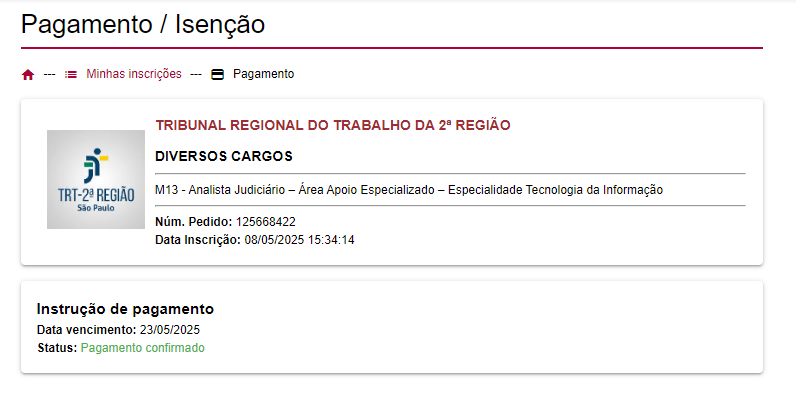 Pagamento / Isenção
--- Minhas inscrições --- Pagamento
TRT-2ª REGIÃO
São Paulo
TRIBUNAL REGIONAL DO TRABALHO DA 2ª REGIÃO
DIVERSOS CARGOS
M13 - Analista Judiciário – Área Apoio Especializado – Especialidade Tecnologia da Informação
Núm. Pedido: 125668422
Data Inscrição: 08/05/2025 15:34:14
Instrução de pagamento
Data vencimento: 23/05/2025
Status: Pagamento confirmado